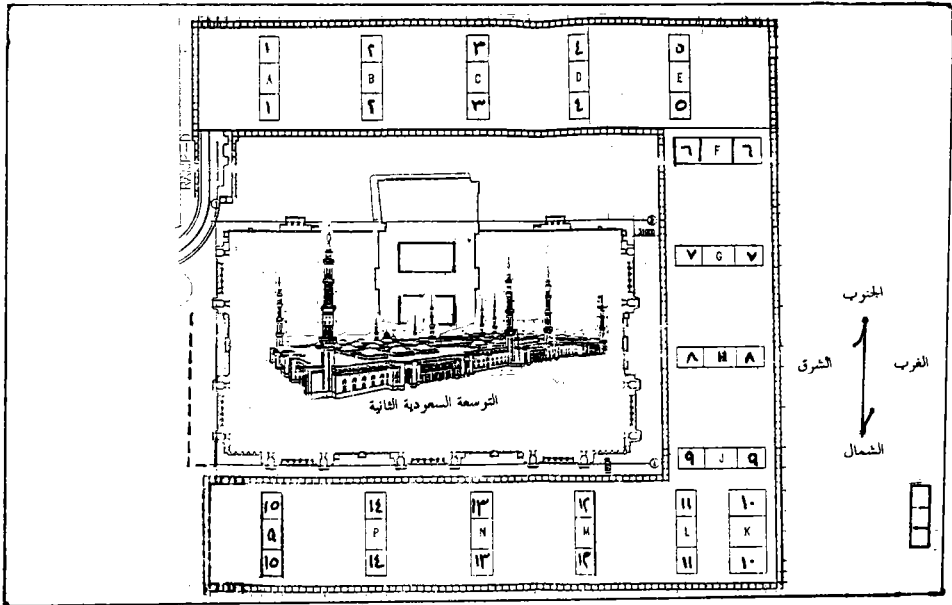 ١ ٢ ٣ ٤ ٥
A B C D E
١ ٢ ٣ ٤ ٥
٦ F ٦
٧ G ٧
٨ H ٨
٩ J ٩
الجنوب
الشرق الغرب
الشمال
التوسعة السعودية الثانية
١٥ ١٤ ١٣ ١٢ ١١ ١٠
Q P N M L K
١٥ ١٤ ١٣ ١٢ ١١ ١٠